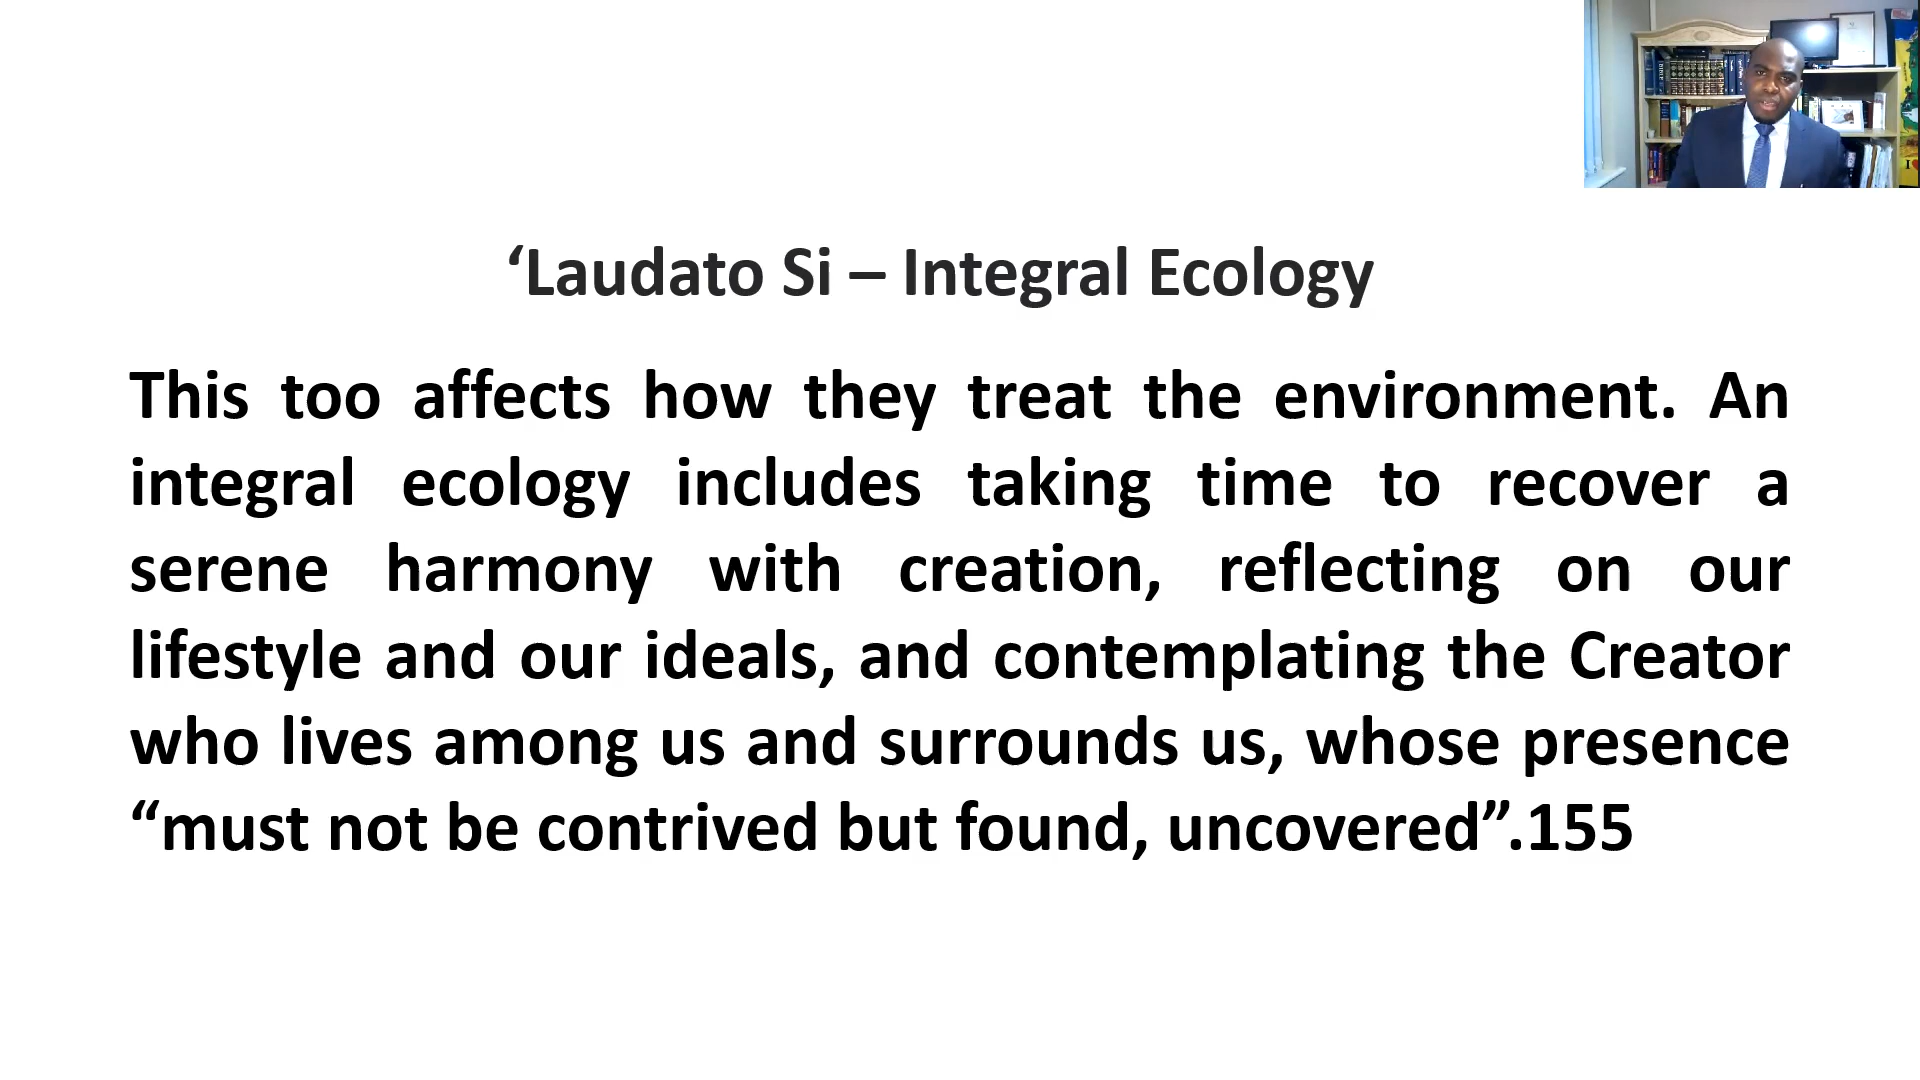 ‘Laudato Si – Integral Ecology
This too affects how they treat the environment. An
integral ecology includes taking time to recover a
serene harmony with creation, reflecting on our
lifestyle and our ideals, and contemplating the Creator
who lives among us and surrounds us, whose presence
“must not be contrived but found, uncovered”.155